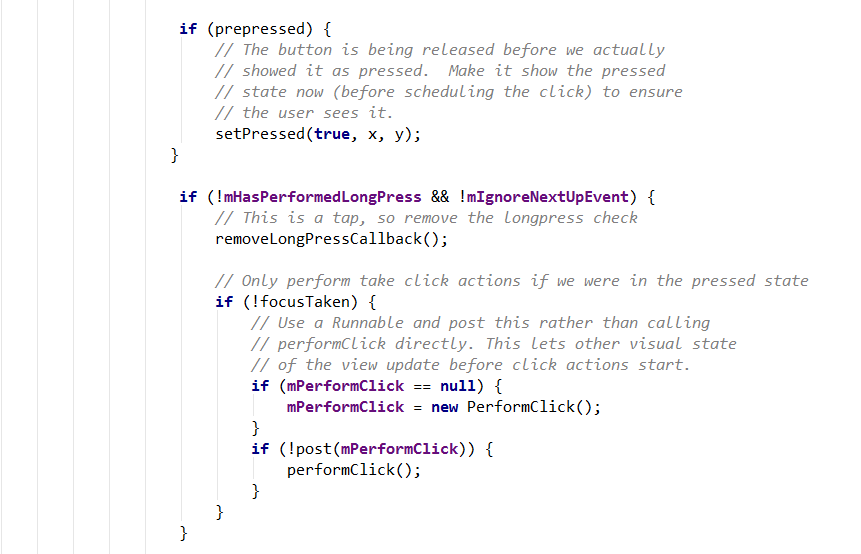 if (prepressed) {
// The button is being released before we actually
// showed it as pressed.  Make it show the pressed
// state now (before scheduling the click) to ensure
// the user sees it.
setPressed(true, x, y);
}
if (!mHasPerformedLongPress && !mIgnoreNextUpEvent) {
// This is a tap, so remove the longpress check
removeLongPressCallback();
// Only perform take click actions if we were in the pressed state
if (!focusTaken) {
// Use a Runnable and post this rather than calling
// performClick directly. This lets other visual state
// of the view update before click actions start.
if (mPerformClick == null) {
mPerformClick = new PerformClick();
}
if (!post(mPerformClick)) {
performClick();
}
}
}